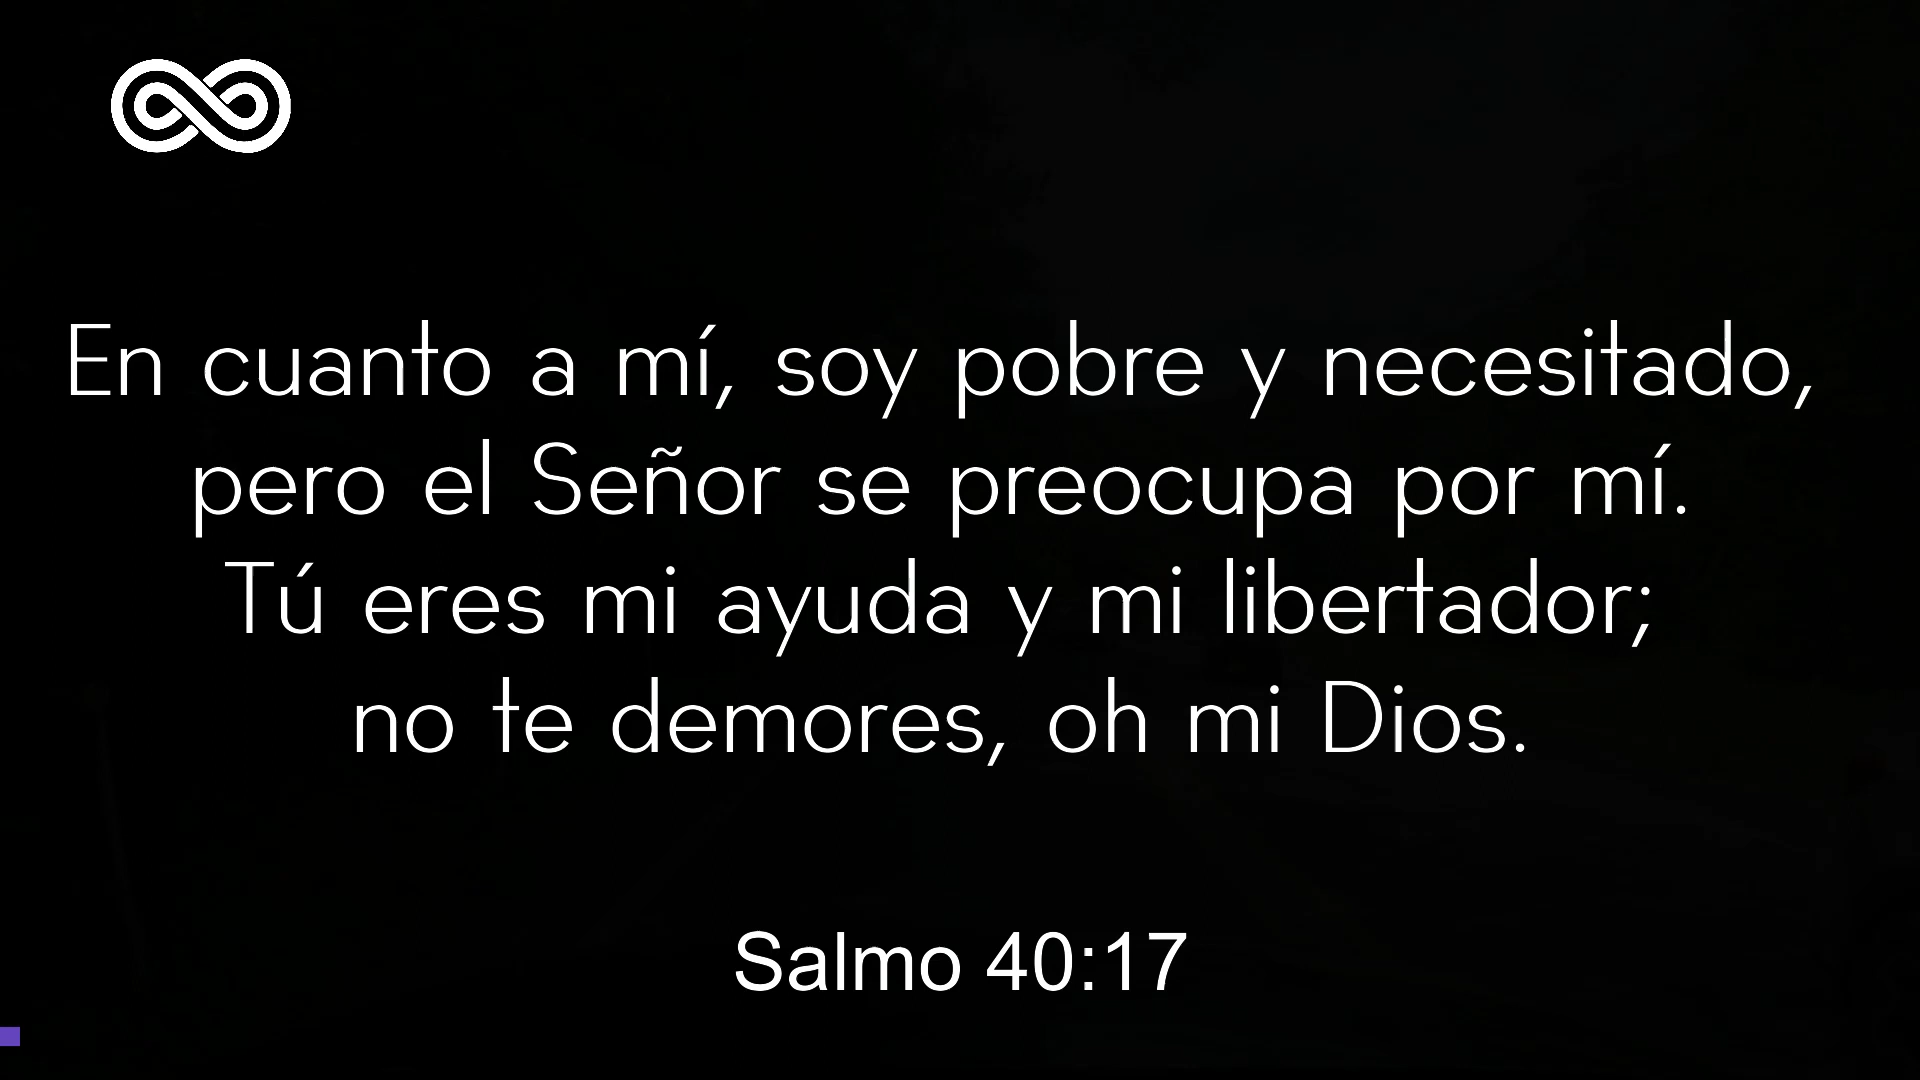 En cuanto a mí, soy pobre y necesitado,
pero el Señor se preocupa por mí.
Tú eres mi ayuda y mi libertador;
no te demores, oh mi Dios.
Salmo 40:17